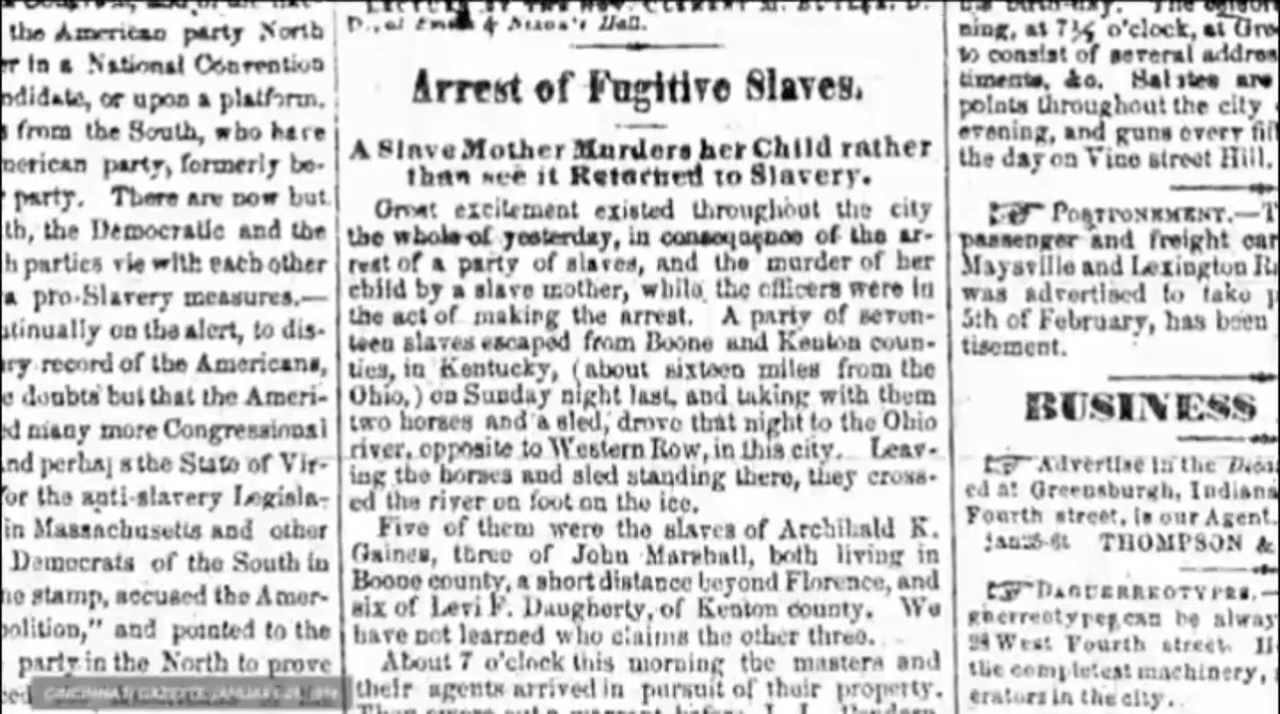 the American party North
er in a National Convention
ndidate, or upon a platform.
s from the South, who have
merican party, formerly be-
party. There are now but
th, the Democratic and the
h parties vie with each other
a pro-Slavery measures.—
ntinually on the alert, to dis-
ry record of the Americans,
e doubts but that the Ameri-
ed many more Congressional
and perhaps the State of Vir-
for the anti-slavery Legisla-
in Massachusetts and other
Democrats of the South in
ne stamp, accused the Amer-
bolition," and pointed to the
party in the North to prove
D., at Smith & Nixon's Hall.
Arrest of Fugitive Slaves.
A Slave Mother Murders her Child rather
than see it Returned to Slavery.
Great excitement existed throughout the city
the whole of yesterday, in consequence of the ar-
rest of a party of slaves, and the murder of her
child by a slave mother, while the officers were in
the act of making the arrest. A party of seven-
teen slaves escaped from Boone and Kenton coun-
ties, in Kentucky, (about sixteen miles from the
Ohio,) on Sunday night last, and taking with them
two horses and a sled, drove that night to the Ohio
river, opposite to Western Row, in this city. Leav-
ing the horses and sled standing there, they cross-
ed the river on foot on the ice.
Five of them were the slaves of Archibald K.
Gaines, three of John Marshall, both living in
Boone county, a short distance beyond Florence, and
six of Levi F. Daugherty, of Kenton county. We
have not learned who claims the other three.
About 7 o'clock this morning the masters and
their agents arrived in pursuit of their property.
ning, at 7½ o'clock, at Gre
to consist of several addres
timents, &c. Salutes are
points throughout the city
evening, and guns every fif
the day on Vine street Hill.
POSTPONEMENT.—T
passenger and freight car
Maysville and Lexington R
was advertised to take p
5th of February, has been
tisement.
BUSINESS
Advertise in the
ed at Greensburgh, Indiana
Fourth street, is our Agent.
jan26-6t THOMPSON &
DAGUERREOTYPES.—
guerreotypes can be alway
28 West Fourth street. H
the completest machinery,
erators in the city.
CINCINNATI GAZETTE JANUARY